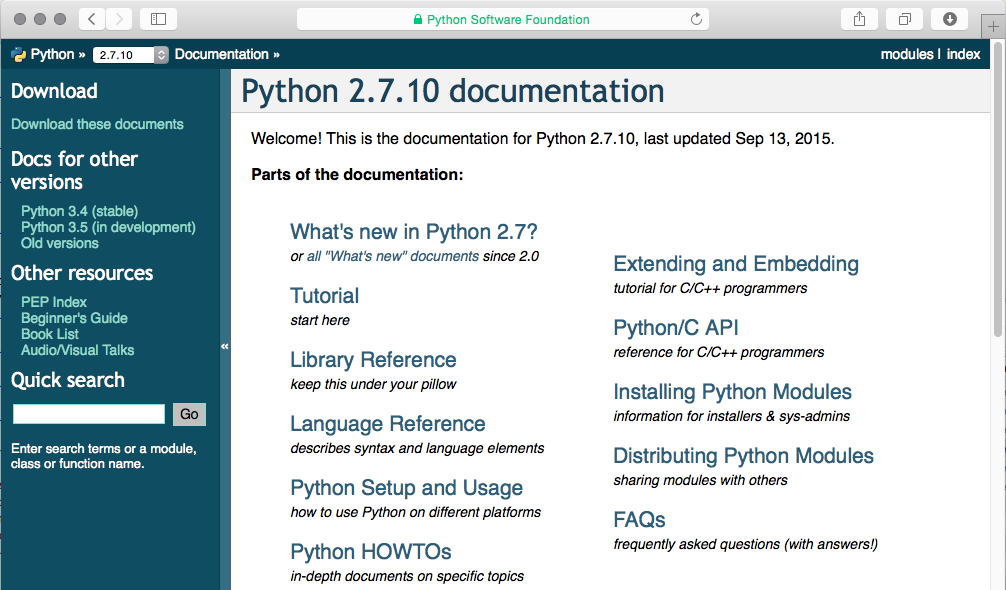 Python Software Foundation
Python » 2.7.10 Documentation » modules | index
Download
Download these documents
Docs for other
versions
Python 3.4 (stable)
Python 3.5 (in development)
Old versions
Other resources
PEP Index
Beginner's Guide
Book List
Audio/Visual Talks
Quick search
Go
Enter search terms or a module,
class or function name.
«
Python 2.7.10 documentation
Welcome! This is the documentation for Python 2.7.10, last updated Sep 13, 2015.
Parts of the documentation:
What's new in Python 2.7?
or all "What's new" documents since 2.0
Tutorial
start here
Library Reference
keep this under your pillow
Language Reference
describes syntax and language elements
Python Setup and Usage
how to use Python on different platforms
Python HOWTOs
in-depth documents on specific topics
Extending and Embedding
tutorial for C/C++ programmers
Python/C API
reference for C/C++ programmers
Installing Python Modules
information for installers & sys-admins
Distributing Python Modules
sharing modules with others
FAQs
frequently asked questions (with answers!)